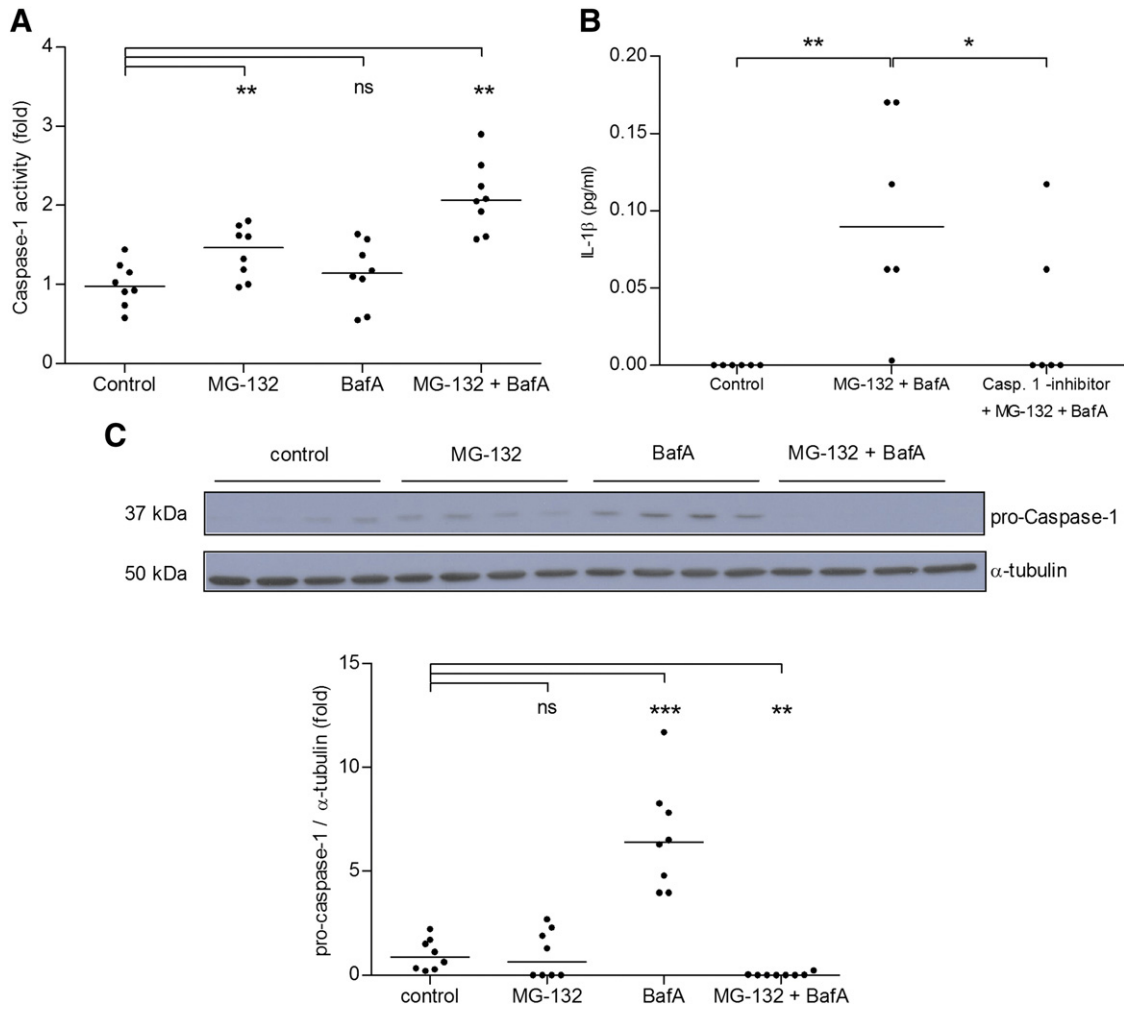 A
4
3
2
1
0
Caspase-1 activity (fold)
** ns **
Control MG-132 BafA MG-132 + BafA
B
0.20
0.15
0.10
0.05
0.00
IL-1β (pg/ml)
** *
Control MG-132 + BafA Casp. 1 -inhibitor
+ MG-132 + BafA
C
control MG-132 BafA MG-132 + BafA
37 kDa pro-Caspase-1
50 kDa α-tubulin
15
10
5
0
pro-caspase-1 / α-tubulin (fold)
ns *** **
control MG-132 BafA MG-132 + BafA